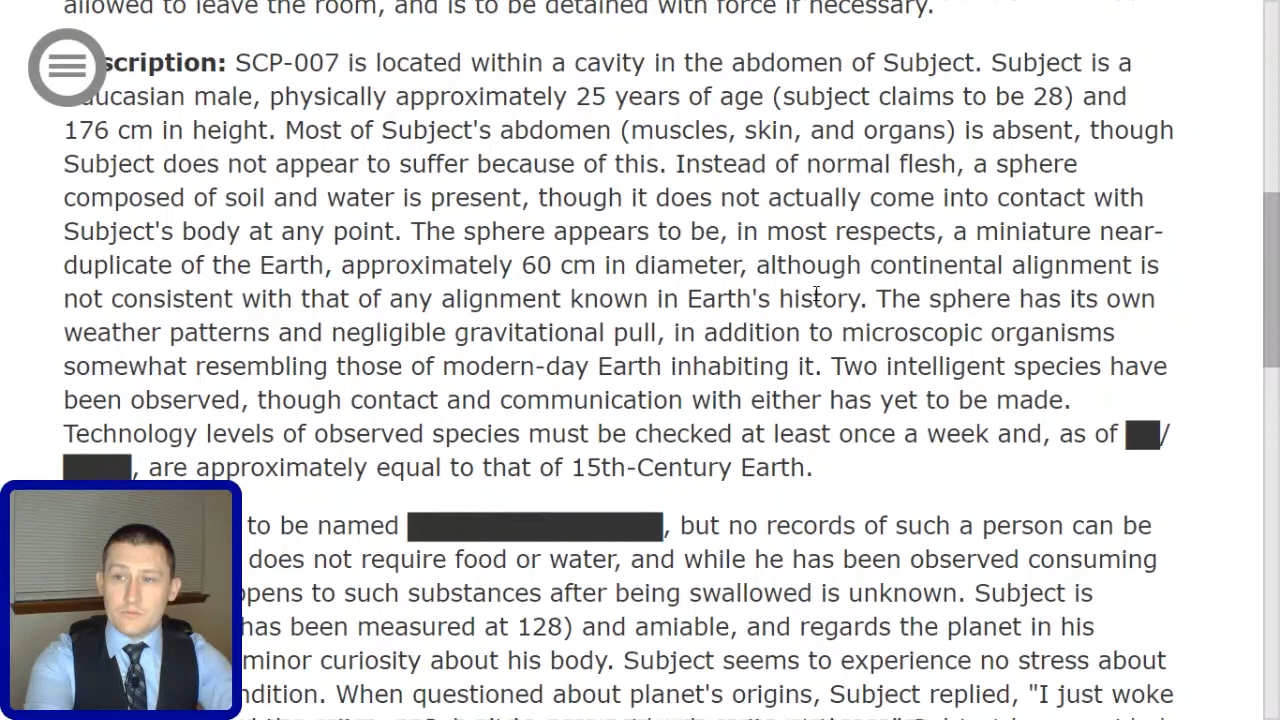 allowed to leave the room, and is to be detained with force if necessary.
scription: SCP-007 is located within a cavity in the abdomen of Subject. Subject is a
aucasian male, physically approximately 25 years of age (subject claims to be 28) and
176 cm in height. Most of Subject's abdomen (muscles, skin, and organs) is absent, though
Subject does not appear to suffer because of this. Instead of normal flesh, a sphere
composed of soil and water is present, though it does not actually come into contact with
Subject's body at any point. The sphere appears to be, in most respects, a miniature near-
duplicate of the Earth, approximately 60 cm in diameter, although continental alignment is
not consistent with that of any alignment known in Earth's history. The sphere has its own
weather patterns and negligible gravitational pull, in addition to microscopic organisms
somewhat resembling those of modern-day Earth inhabiting it. Two intelligent species have
been observed, though contact and communication with either has yet to be made.
Technology levels of observed species must be checked at least once a week and, as of ██/
████, are approximately equal to that of 15th-Century Earth.
to be named ███████████████, but no records of such a person can be
does not require food or water, and while he has been observed consuming
ppens to such substances after being swallowed is unknown. Subject is
has been measured at 128) and amiable, and regards the planet in his
minor curiosity about his body. Subject seems to experience no stress about
ndition. When questioned about planet's origins, Subject replied, "I just woke